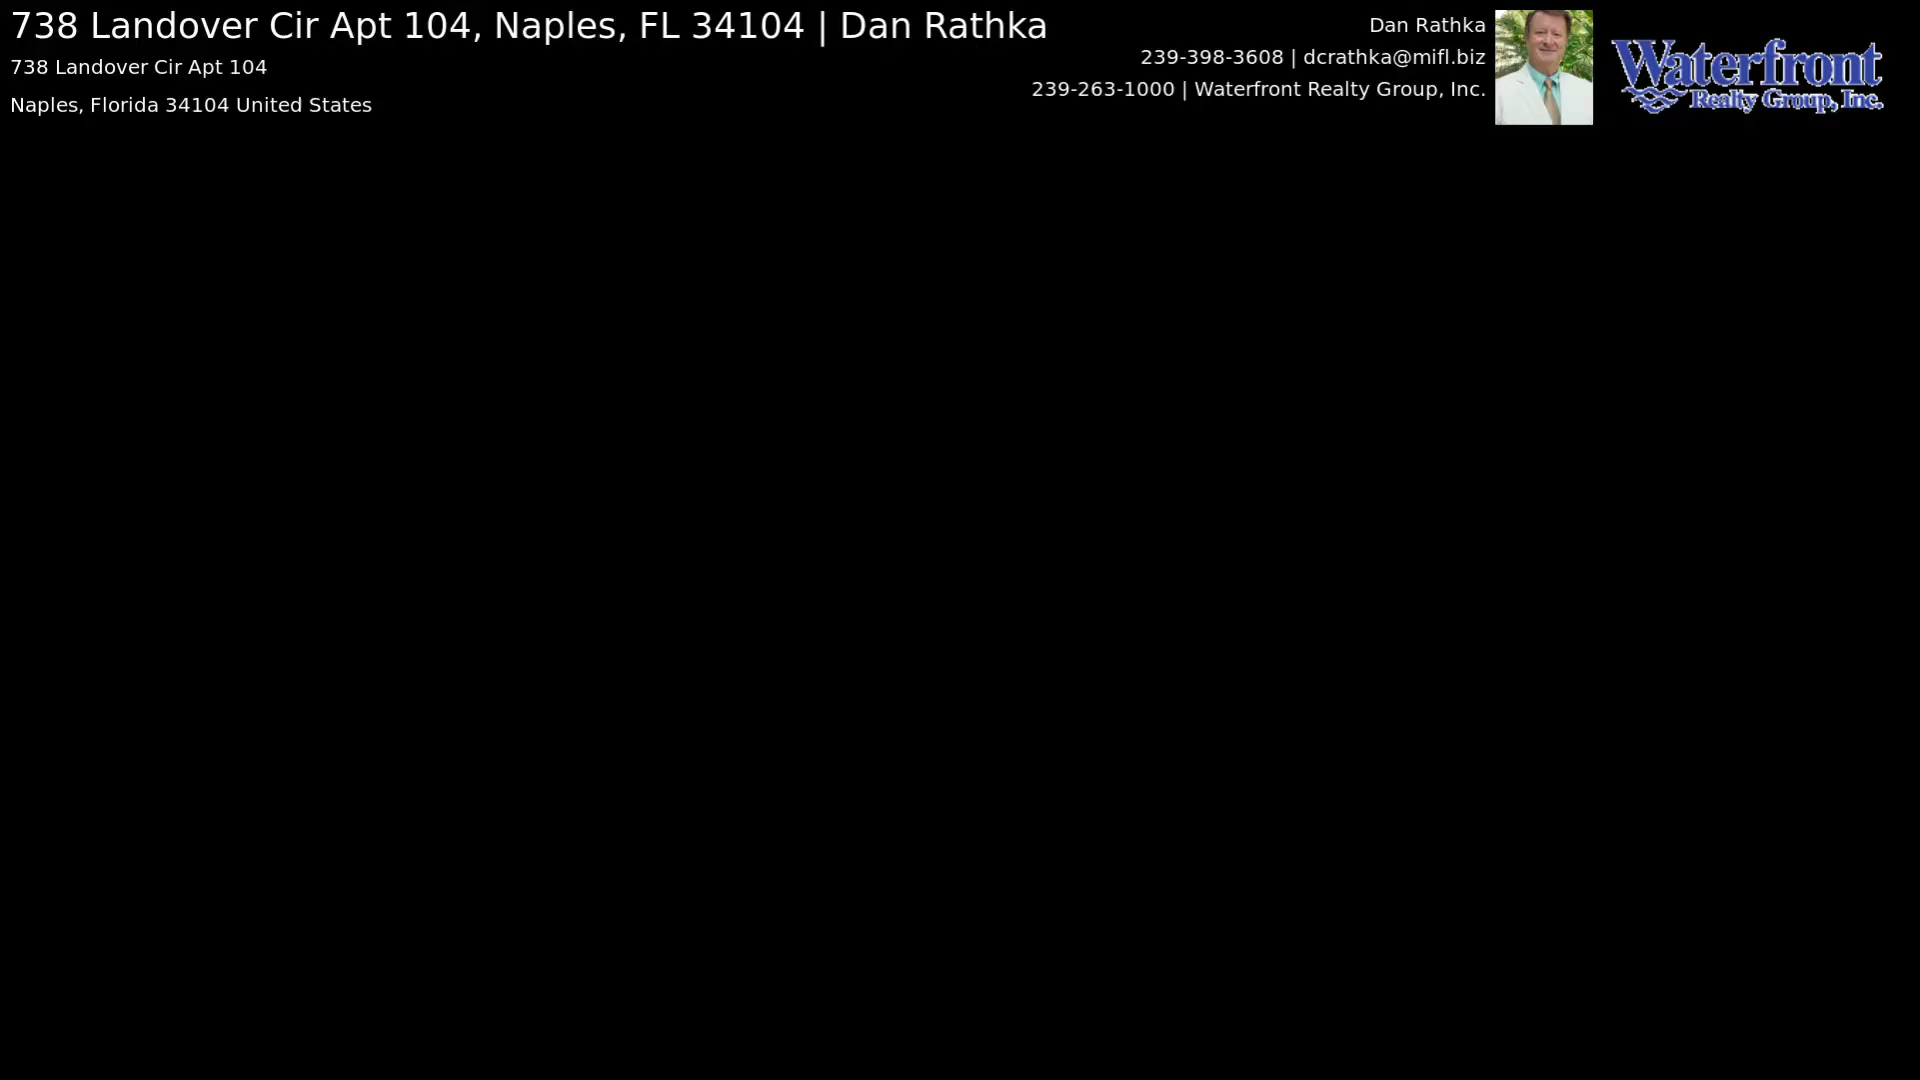 738 Landover Cir Apt 104, Naples, FL 34104 | Dan Rathka
738 Landover Cir Apt 104
Naples, Florida 34104 United States
Dan Rathka
239-398-3608 | dcrathka@mifl.biz
239-263-1000 | Waterfront Realty Group, Inc.
Waterfront
Realty Group, Inc.